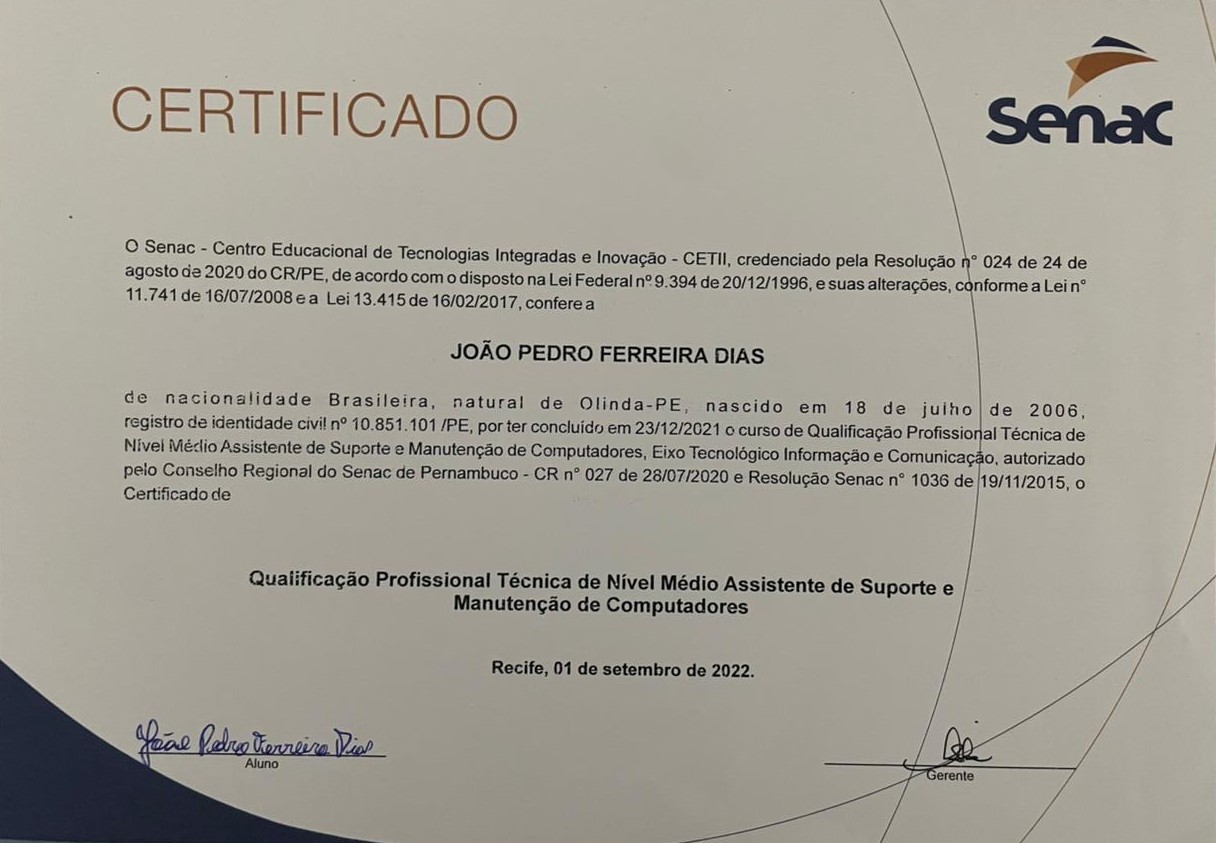 CERTIFICADO
Senac
O Senac - Centro Educacional de Tecnologias Integradas e Inovação - CETII, credenciado pela Resolução n° 024 de 24 de
agosto de 2020 do CR/PE, de acordo com o disposto na Lei Federal nº 9.394 de 20/12/1996, e suas alterações, conforme a Lei n°
11.741 de 16/07/2008 e a Lei 13.415 de 16/02/2017, confere a
JOÃO PEDRO FERREIRA DIAS
de nacionalidade Brasileira, natural de Olinda-PE, nascido em 18 de julho de 2006,
registro de identidade civil nº 10.851.101 /PE, por ter concluído em 23/12/2021 o curso de Qualificação Profissional Técnica de
Nível Médio Assistente de Suporte e Manutenção de Computadores, Eixo Tecnológico Informação e Comunicação, autorizado
pelo Conselho Regional do Senac de Pernambuco - CR n° 027 de 28/07/2020 e Resolução Senac n° 1036 de 19/11/2015, o
Certificado de
Qualificação Profissional Técnica de Nível Médio Assistente de Suporte e
Manutenção de Computadores
Recife, 01 de setembro de 2022.
João Pedro Ferreira Dias
Aluno
Gerente